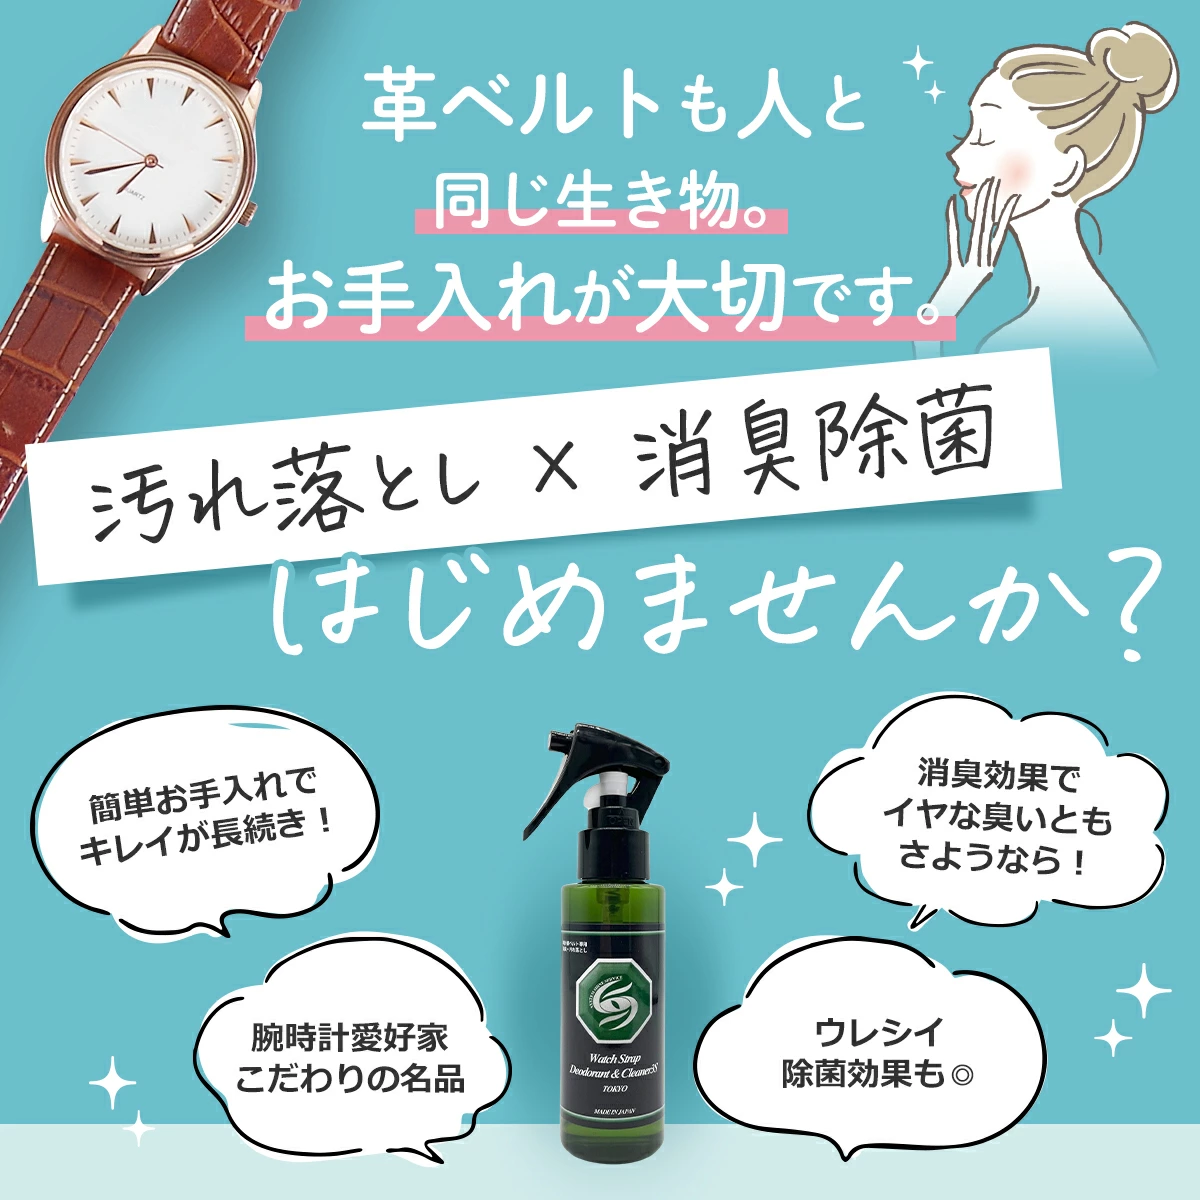 革ベルトも人と
同じ生き物。
お手入れが大切です。
汚れ落とし × 消臭除菌
はじめませんか?
簡単お手入れで
キレイが長続き!
消臭効果で
イヤな臭いとも
さようなら!
腕時計愛好家
こだわりの名品
ウレシイ
除菌効果も◎
QUARTZ
Watch Strap
Deodorant & Cleaner
TOKYO
MADE IN JAPAN